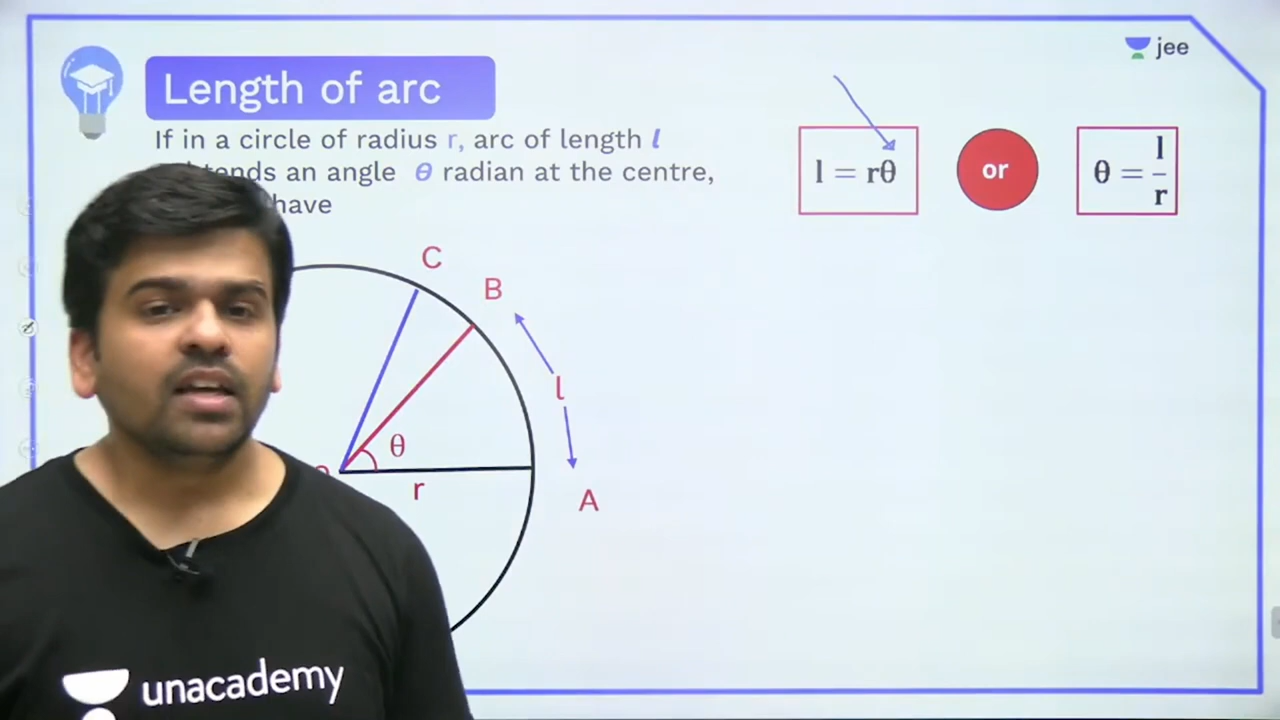 jee
Length of arc
If in a circle of radius r, arc of length l
tends an angle θ radian at the centre,
have
l = rθ
or
θ = l/r
C
B
l
θ
r
A
unacademy